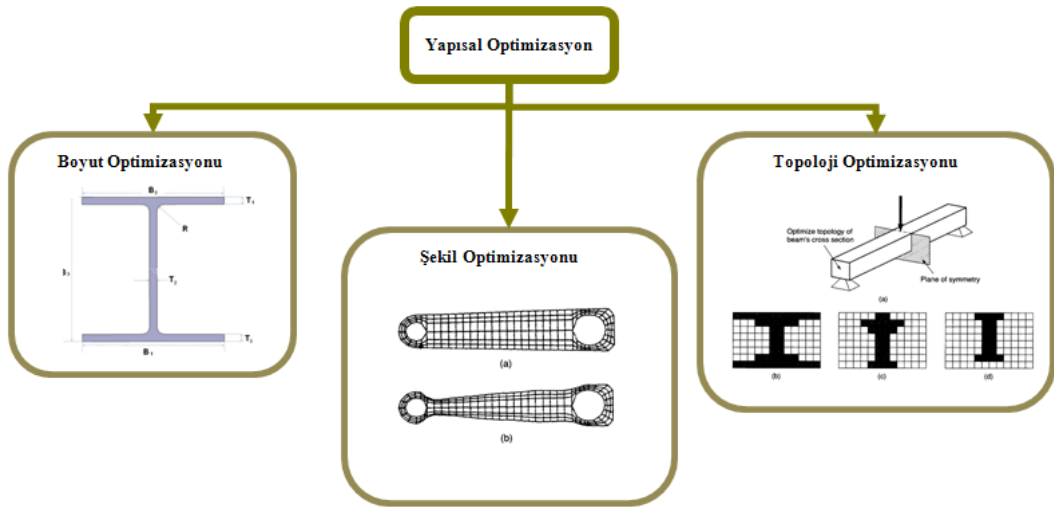 Yapısal Optimizasyon
Boyut Optimizasyonu
B₂
T₁
R
B₃
T₂
T₃
B₁
Şekil Optimizasyonu
(a)
(b)
Topoloji Optimizasyonu
Optimize topology of
beam's cross section
Plane of symmetry
(a)
(b) (c) (d)